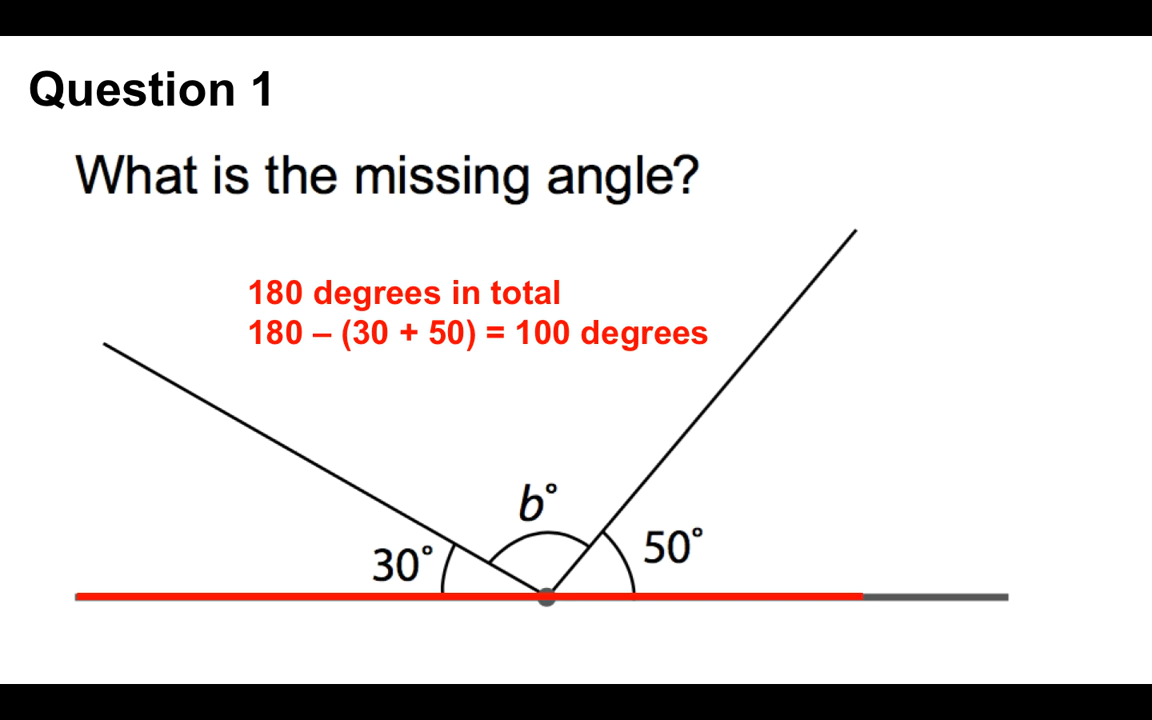 Question 1
What is the missing angle?
180 degrees in total
180 – (30 + 50) = 100 degrees
b°
30°
50°